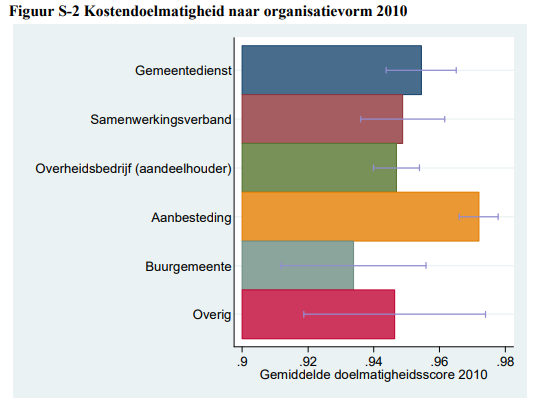 Figuur S-2 Kostendoelmatigheid naar organisatievorm 2010
Gemeentedienst
Samenwerkingsverband
Overheidsbedrijf (aandeelhouder)
Aanbesteding
Buurgemeente
Overig
.9 .92 .94 .96 .98
Gemiddelde doelmatigheidsscore 2010